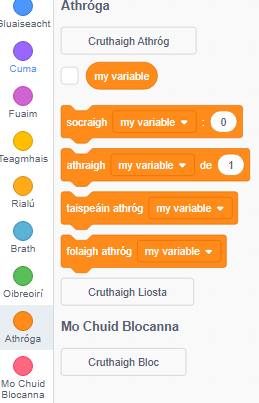 Gluaiseacht
Cuma
Fuaim
Teagmhais
Rialú
Brath
Oibreoirí
Athróga
Mo Chuid
Blocanna
Athróga
Cruthaigh Athróg
my variable
socraigh my variable : 0
athraigh my variable de 1
taispeáin athróg my variable
folaigh athróg my variable
Cruthaigh Liosta
Mo Chuid Blocanna
Cruthaigh Bloc